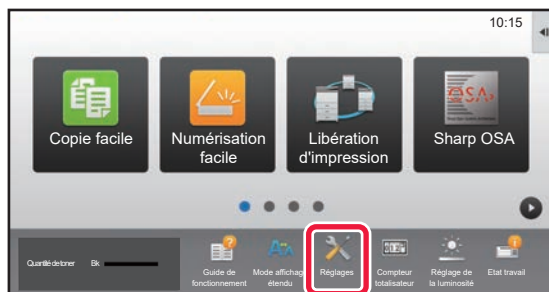 10:15
Copie facile
Numérisation
facile
Libération
d'impression
OSA
Sharp OSA
Quantité de toner Bk
Guide de
fonctionnement
Mode affichage
étendu
Réglages
Compteur
totalisateur
Réglage de
la luminosité
Etat travail